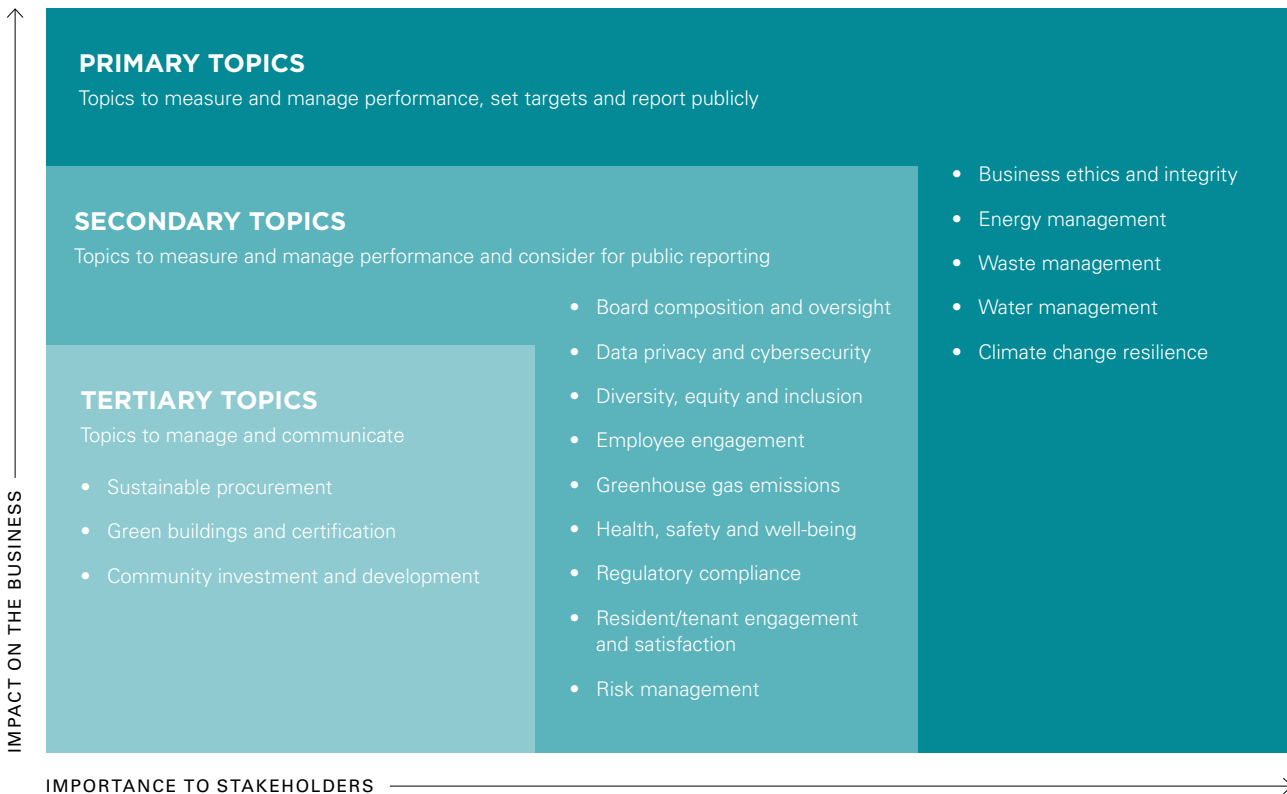 PRIMARY TOPICS
Topics to measure and manage performance, set targets and report publicly
• Business ethics and integrity
• Energy management
• Waste management
• Water management
• Climate change resilience
SECONDARY TOPICS
Topics to measure and manage performance and consider for public reporting
• Board composition and oversight
• Data privacy and cybersecurity
• Diversity, equity and inclusion
• Employee engagement
• Greenhouse gas emissions
• Health, safety and well-being
• Regulatory compliance
• Resident/tenant engagement
and satisfaction
• Risk management
TERTIARY TOPICS
Topics to manage and communicate
• Sustainable procurement
• Green buildings and certification
• Community investment and development
IMPACT ON THE BUSINESS
IMPORTANCE TO STAKEHOLDERS